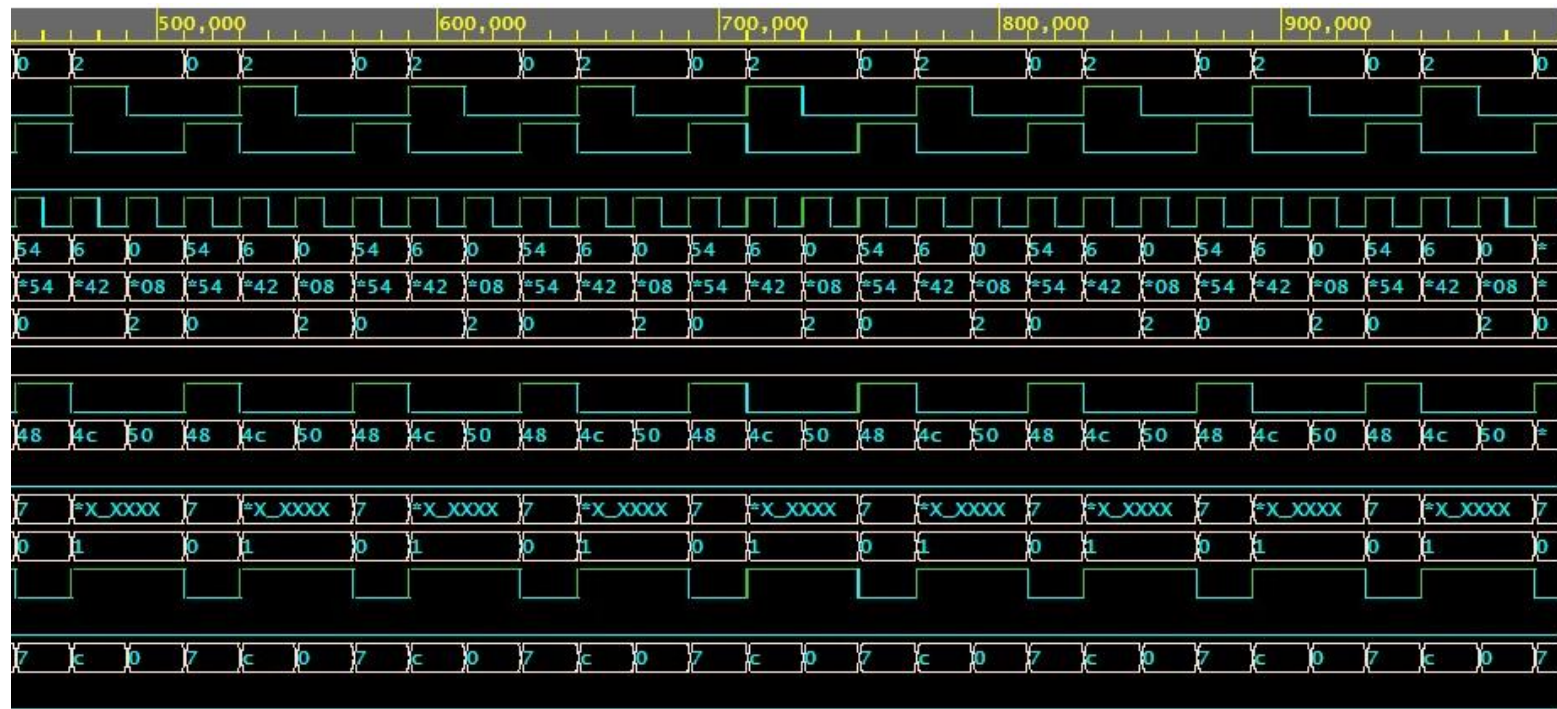 500,000 600,000 700,000 800,000 900,000
0 2 0 2 0 2 0 2 0 2 0 2 0 2 0 2 0 2 0
54 6 0 54 6 0 54 6 0 54 6 0 54 6 0 54 6 0 54 6 0 54 6 0 54 6 0 *
*54 *42 *08 *54 *42 *08 *54 *42 *08 *54 *42 *08 *54 *42 *08 *54 *42 *08 *54 *42 *08 *54 *42 *08 *54 *42 *08 *
0 2 0 2 0 2 0 2 0 2 0 2 0 2 0 2 0 2 0
48 4c 50 48 4c 50 48 4c 50 48 4c 50 48 4c 50 48 4c 50 48 4c 50 48 4c 50 48 4c 50 *
7 *X_XXXX 7 *X_XXXX 7 *X_XXXX 7 *X_XXXX 7 *X_XXXX 7 *X_XXXX 7 *X_XXXX 7 *X_XXXX 7 *X_XXXX 7
0 1 0 1 0 1 0 1 0 1 0 1 0 1 0 1 0 1 0
7 c 0 7 c 0 7 c 0 7 c 0 7 c 0 7 c 0 7 c 0 7 c 0 7 c 0 7